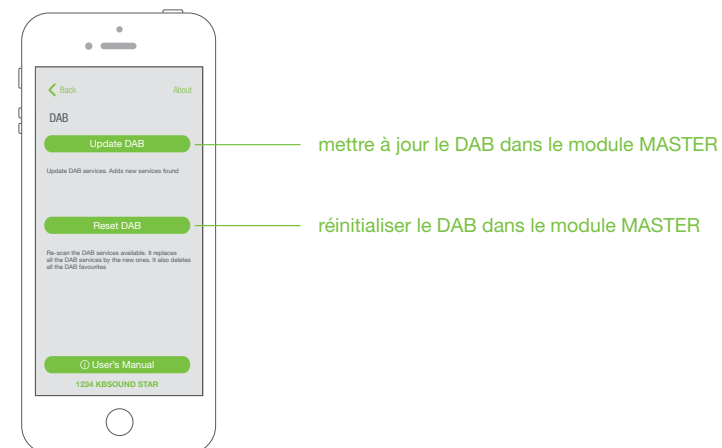 Back
About
DAB
Update DAB
mettre à jour le DAB dans le module MASTER
Update DAB services. Adds new services found
Reset DAB
réinitialiser le DAB dans le module MASTER
Re-scan the DAB services available. It replaces
all the DAB services by the new ones. It also deletes
all the DAB favourites
User's Manual
1234 KBSOUND STAR